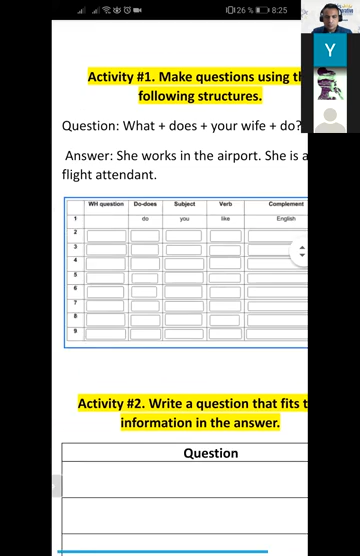 26 % 8:25
Y
Activity #1. Make questions using th
following structures.
Question: What + does + your wife + do?
Answer: She works in the airport. She is a
flight attendant.
WH question Do-does Subject Verb Complement
1 do you like English
2
3
4
5
6
7
8
9
Activity #2. Write a question that fits t
information in the answer.
Question